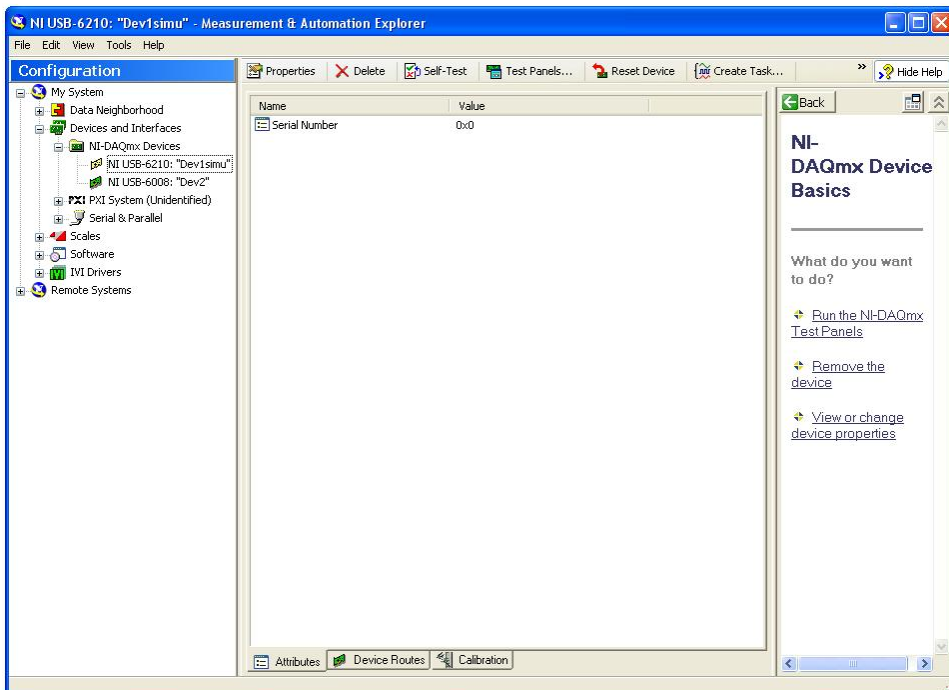 NI USB-6210: "Dev1simu" - Measurement & Automation Explorer
File Edit View Tools Help
Configuration
My System
Data Neighborhood
Devices and Interfaces
NI-DAQmx Devices
NI USB-6210: "Dev1simu"
NI USB-6008: "Dev2"
PXI PXI System (Unidentified)
Serial & Parallel
Scales
Software
IVI Drivers
Remote Systems
Properties Delete Self-Test Test Panels... Reset Device Create Task... » Hide Help
Name Value
Serial Number 0x0
Attributes Device Routes Calibration
Back
NI-
DAQmx Device
Basics
What do you want
to do?
Run the NI-DAQmx
Test Panels
Remove the
device
View or change
device properties